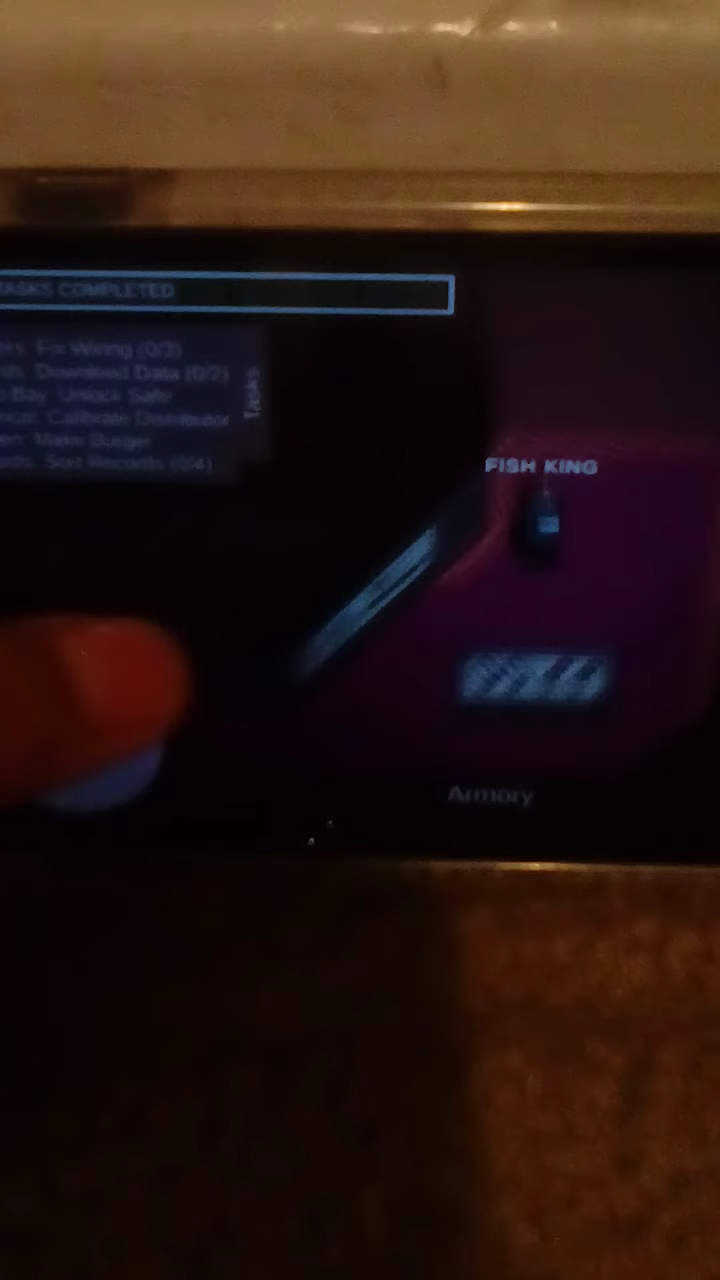 TASKS COMPLETED
Fix Wiring (0/3)
Download Data (0/2)
Bay: Unlock Safe
Calibrate Distributor
Make Burger
Sort Records (0/4)
Tasks
FISH KING
Armory